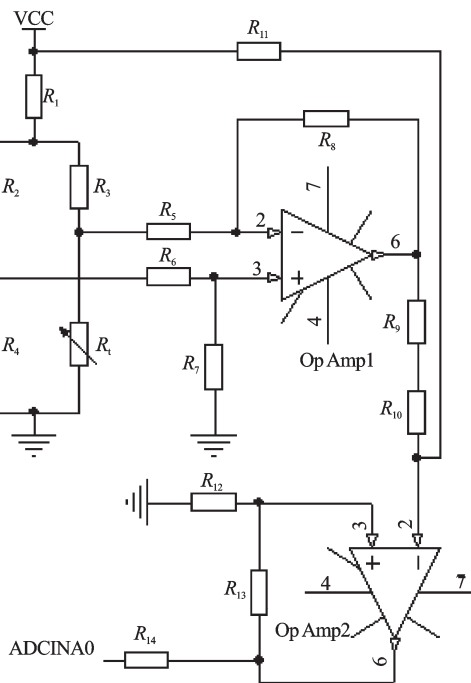 VCC
R11
R1
R8
R2
R3
7
R5
2
−
6
R6
3
+
R9
R4
Rt
R7
4
Op Amp1
R10
R12
3
2
+
−
R13
4
7
Op Amp2
R14
ADCINA0
6